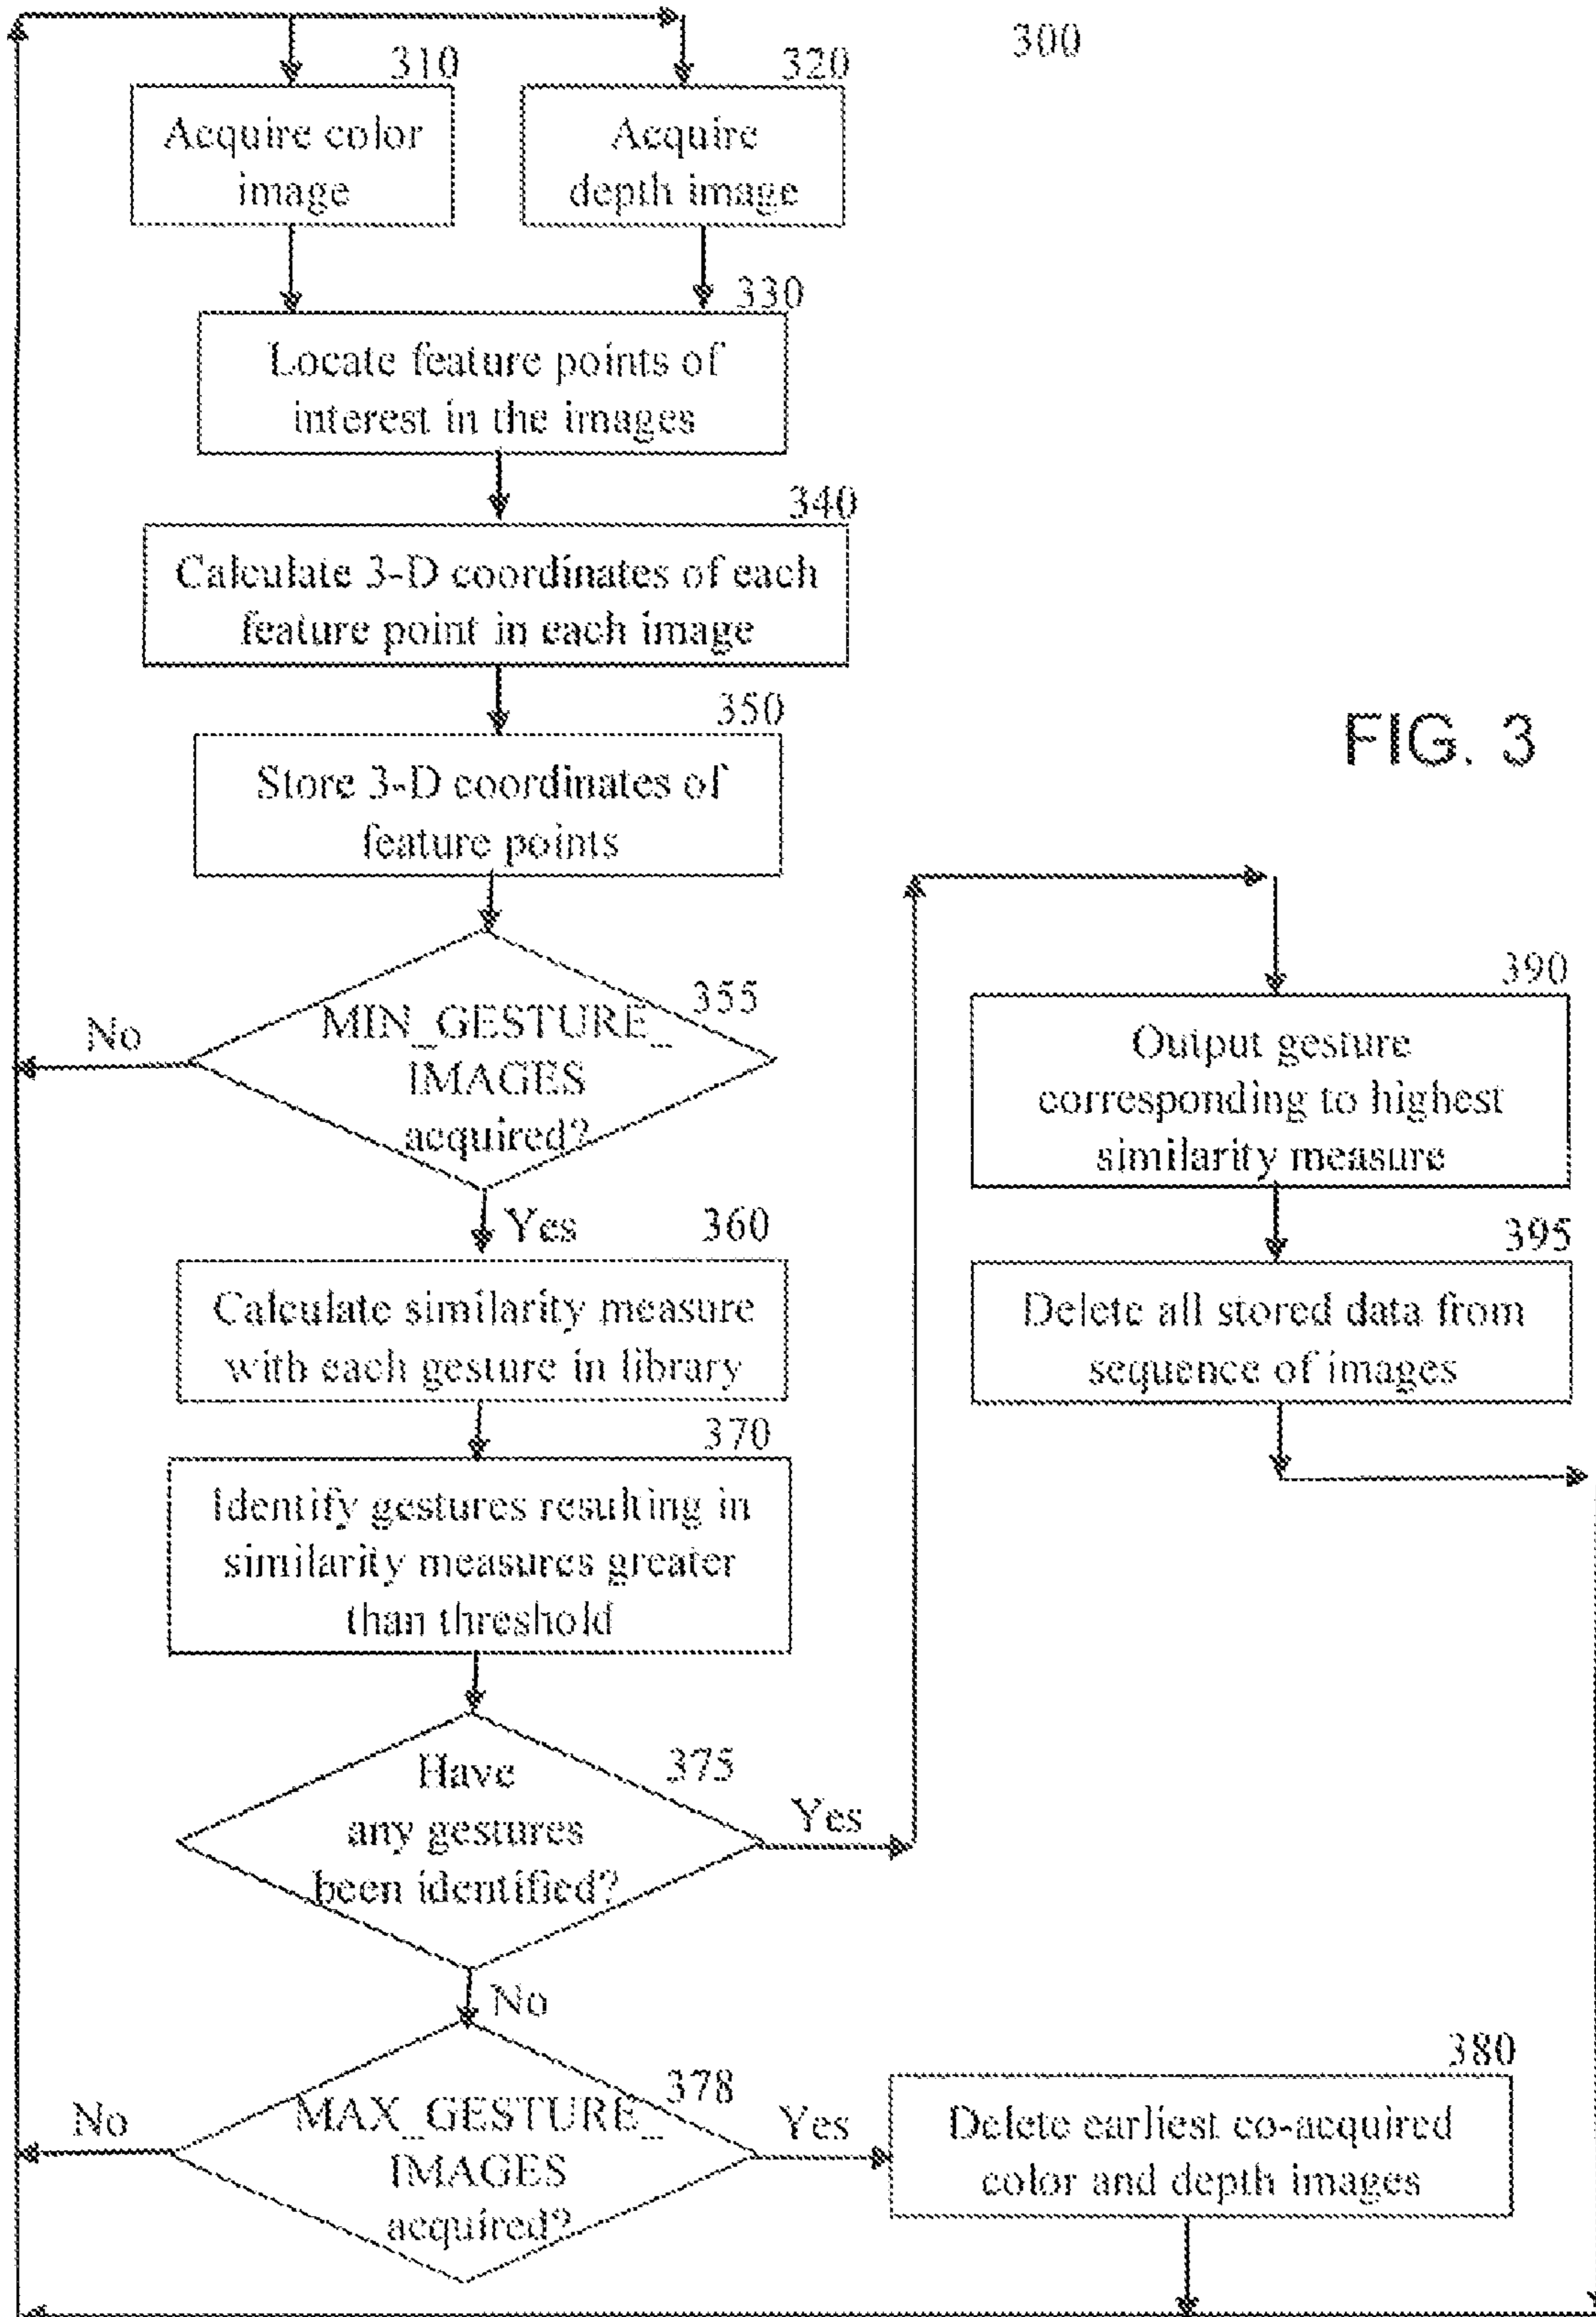 300
310
Acquire color
image
320
Acquire
depth image
330
Locate feature points of
interest in the images
340
Calculate 3-D coordinates of each
feature point in each image
350
Store 3-D coordinates of
feature points
FIG. 3
355
MIN_GESTURE_
IMAGES
acquired?
No
Yes
360
Calculate similarity measure
with each gesture in library
370
Identify gestures resulting in
similarity measures greater
than threshold
375
Have
any gestures
been identified?
Yes
No
390
Output gesture
corresponding to highest
similarity measure
395
Delete all stored data from
sequence of images
378
MAX_GESTURE_
IMAGES
acquired?
No
Yes
380
Delete earliest co-acquired
color and depth images